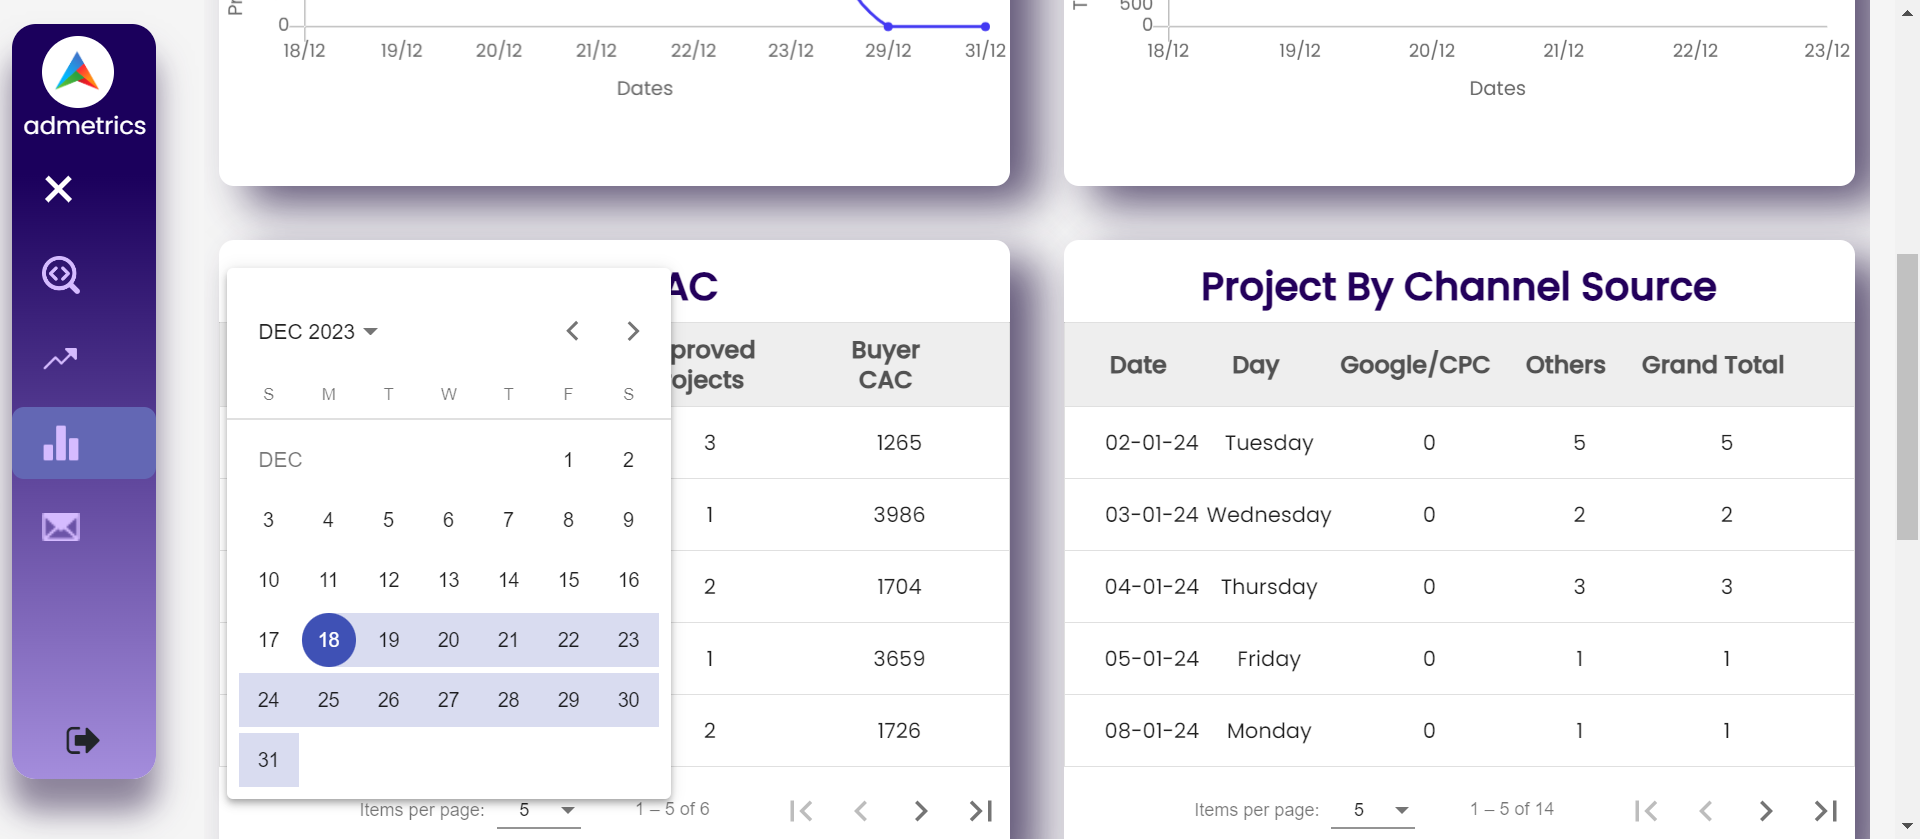 admetrics
Pr
0
18/12 19/12 20/12 21/12 22/12 23/12 29/12 31/12
Dates
T
500
0
18/12 19/12 20/12 21/12 22/12 23/12
Dates
AC
proved
ojects
Buyer
CAC
3 1265
1 3986
2 1704
1 3659
2 1726
Items per page: 5 1 – 5 of 6
DEC 2023
S M T W T F S
DEC 1 2
3 4 5 6 7 8 9
10 11 12 13 14 15 16
17 18 19 20 21 22 23
24 25 26 27 28 29 30
31
Project By Channel Source
Date Day Google/CPC Others Grand Total
02-01-24 Tuesday 0 5 5
03-01-24 Wednesday 0 2 2
04-01-24 Thursday 0 3 3
05-01-24 Friday 0 1 1
08-01-24 Monday 0 1 1
Items per page: 5 1 – 5 of 14